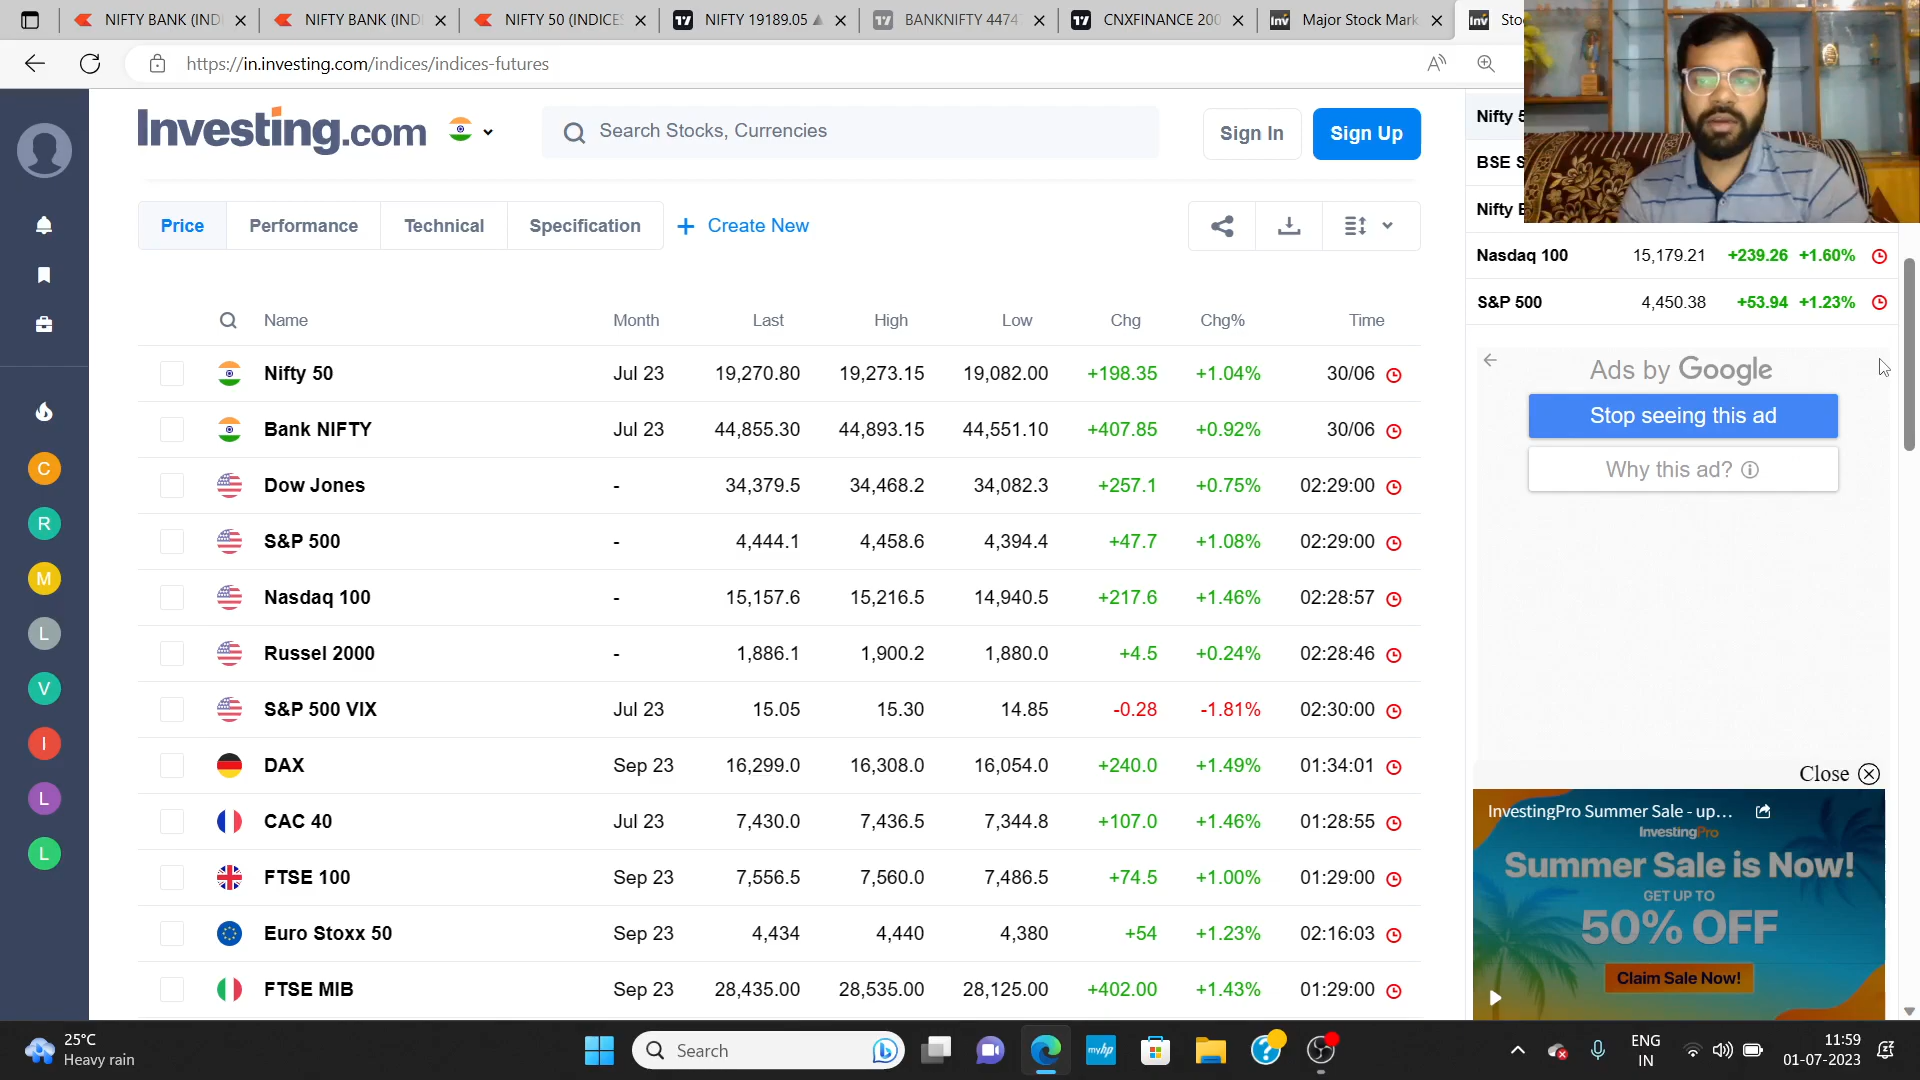 NIFTY BANK (IND
NIFTY BANK (IND
NIFTY 50 (INDICES
NIFTY 19189.05
BANKNIFTY 4474
CNXFINANCE 200
Major Stock Mark
Sto
https://in.investing.com/indices/indices-futures
Investing.com
Search Stocks, Currencies
Sign In
Sign Up
Price
Performance
Technical
Specification
+ Create New
Name Month Last High Low Chg Chg% Time
Nifty 50 Jul 23 19,270.80 19,273.15 19,082.00 +198.35 +1.04% 30/06
Bank NIFTY Jul 23 44,855.30 44,893.15 44,551.10 +407.85 +0.92% 30/06
Dow Jones - 34,379.5 34,468.2 34,082.3 +257.1 +0.75% 02:29:00
S&P 500 - 4,444.1 4,458.6 4,394.4 +47.7 +1.08% 02:29:00
Nasdaq 100 - 15,157.6 15,216.5 14,940.5 +217.6 +1.46% 02:28:57
Russel 2000 - 1,886.1 1,900.2 1,880.0 +4.5 +0.24% 02:28:46
S&P 500 VIX Jul 23 15.05 15.30 14.85 -0.28 -1.81% 02:30:00
DAX Sep 23 16,299.0 16,308.0 16,054.0 +240.0 +1.49% 01:34:01
CAC 40 Jul 23 7,430.0 7,436.5 7,344.8 +107.0 +1.46% 01:28:55
FTSE 100 Sep 23 7,556.5 7,560.0 7,486.5 +74.5 +1.00% 01:29:00
Euro Stoxx 50 Sep 23 4,434 4,440 4,380 +54 +1.23% 02:16:03
FTSE MIB Sep 23 28,435.00 28,535.00 28,125.00 +402.00 +1.43% 01:29:00
C
R
M
L
V
I
L
L
Nifty 5
BSE S
Nifty B
Nasdaq 100 15,179.21 +239.26 +1.60%
S&P 500 4,450.38 +53.94 +1.23%
Ads by Google
Stop seeing this ad
Why this ad?
Close
InvestingPro Summer Sale - up...
InvestingPro
Summer Sale is Now!
GET UP TO
50% OFF
Claim Sale Now!
25°C
Heavy rain
Search
myhp
ENG
IN
11:59
01-07-2023